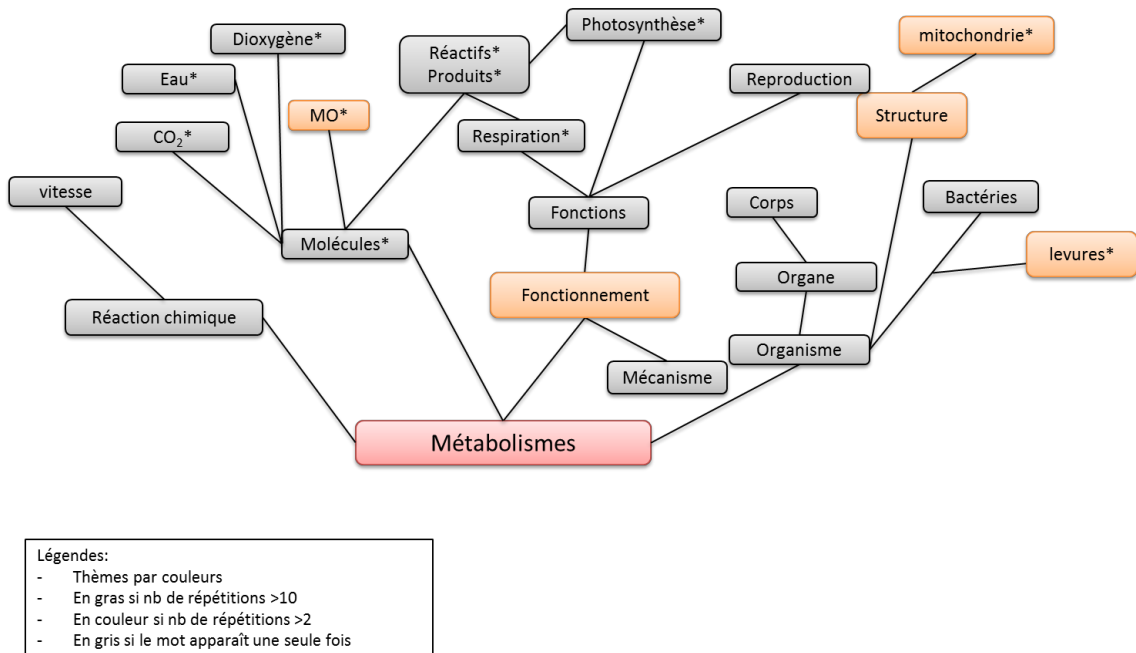 Photosynthèse*
mitochondrie*
Dioxygène*
Réactifs*
Produits*
Eau*
Reproduction
MO*
Structure
CO₂*
Respiration*
vitesse
Corps
Bactéries
Fonctions
Molécules*
levures*
Organe
Fonctionnement
Réaction chimique
Organisme
Mécanisme
Métabolismes
Légendes:
- Thèmes par couleurs
- En gras si nb de répétitions >10
- En couleur si nb de répétitions >2
- En gris si le mot apparaît une seule fois